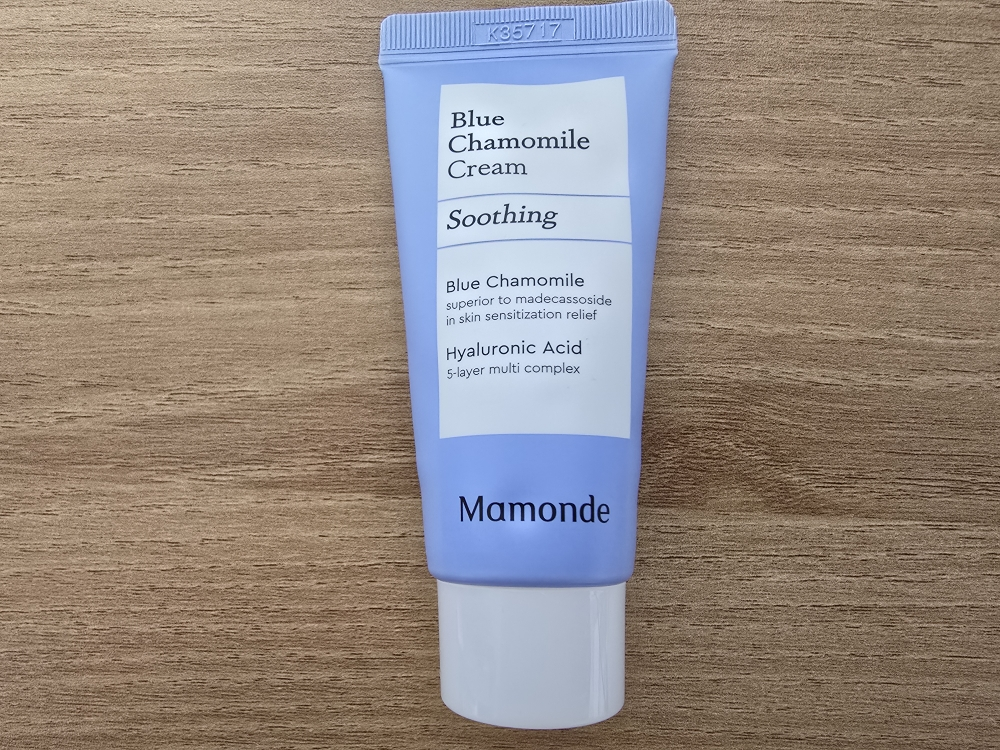 K35717
Blue
Chamomile
Cream
Soothing
Blue Chamomile
superior to madecassoside
in skin sensitization relief
Hyaluronic Acid
5-layer multi complex
Mamonde